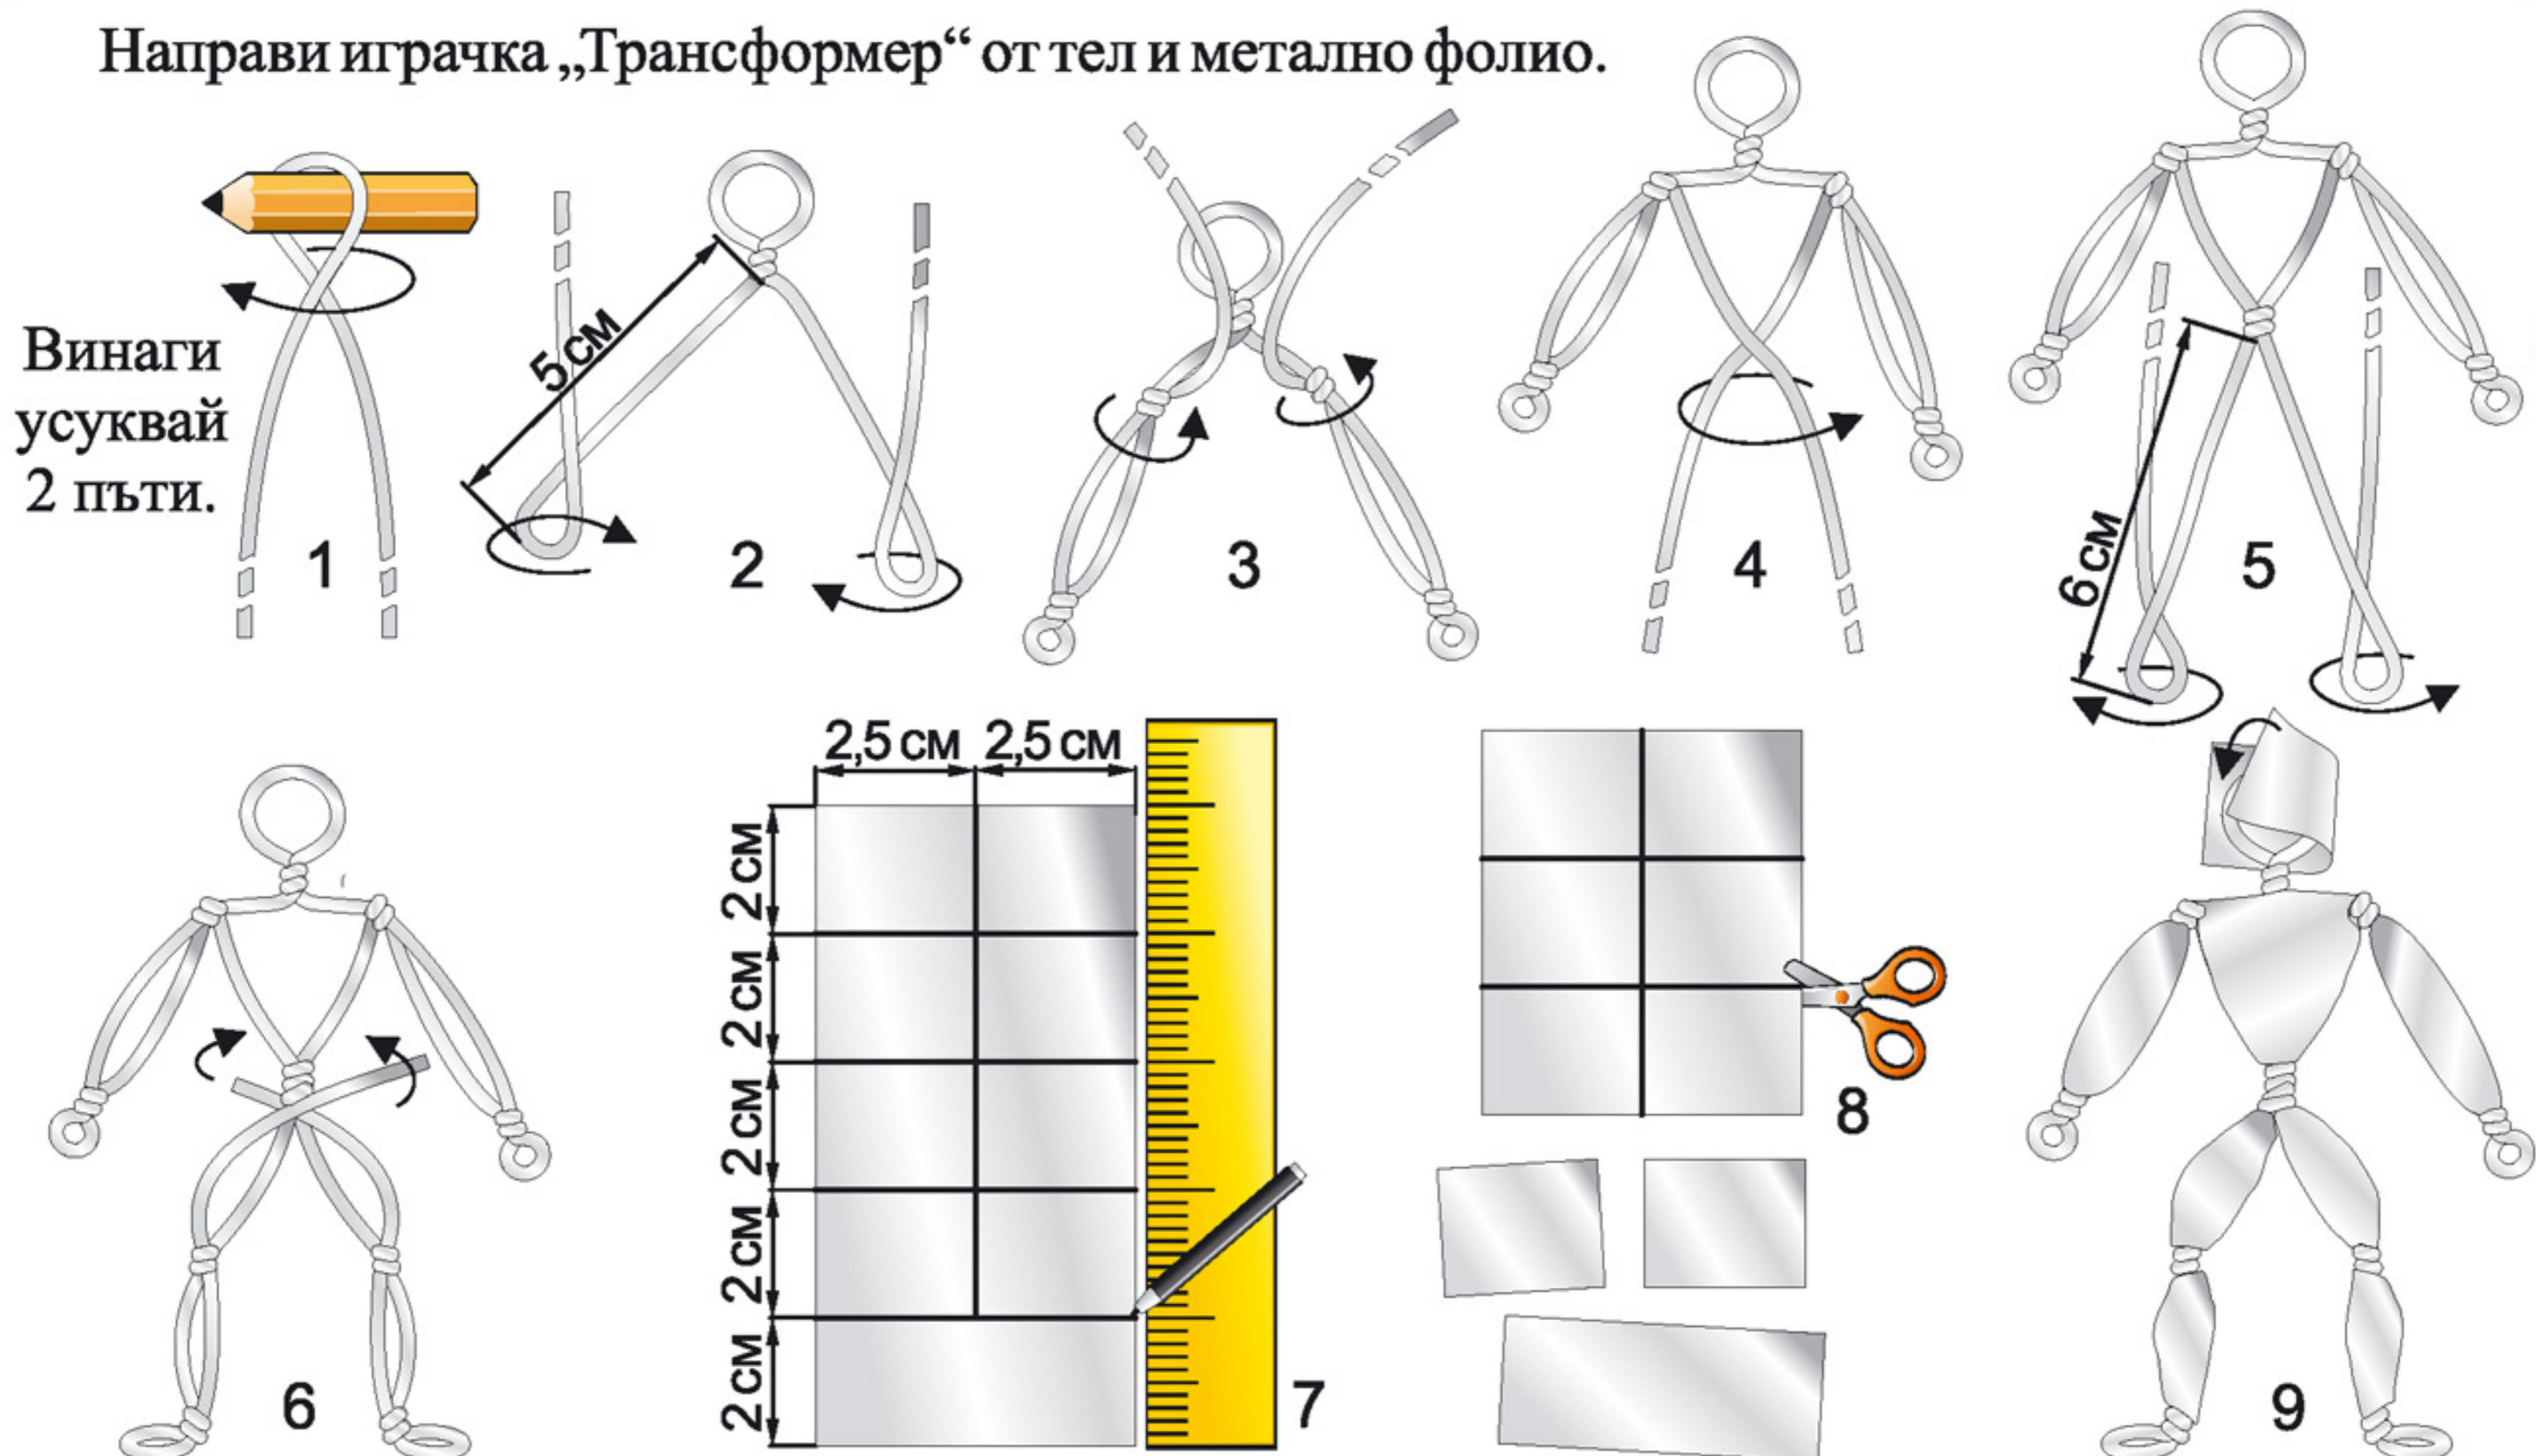 Направи играчка „Трансформер“ от тел и метално фолио.
Винаги
усуквай
2 пъти.
1
5 см
2
3
4
6 см
5
6
2,5 см 2,5 см
2 см
2 см
2 см
2 см
2 см
7
8
9